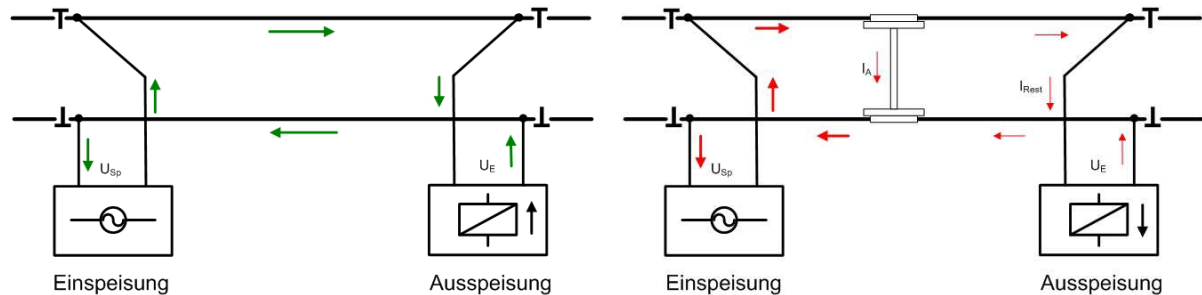 U_Sp
U_E
Einspeisung
Ausspeisung
I_A
I_Rest
U_Sp
U_E
Einspeisung
Ausspeisung